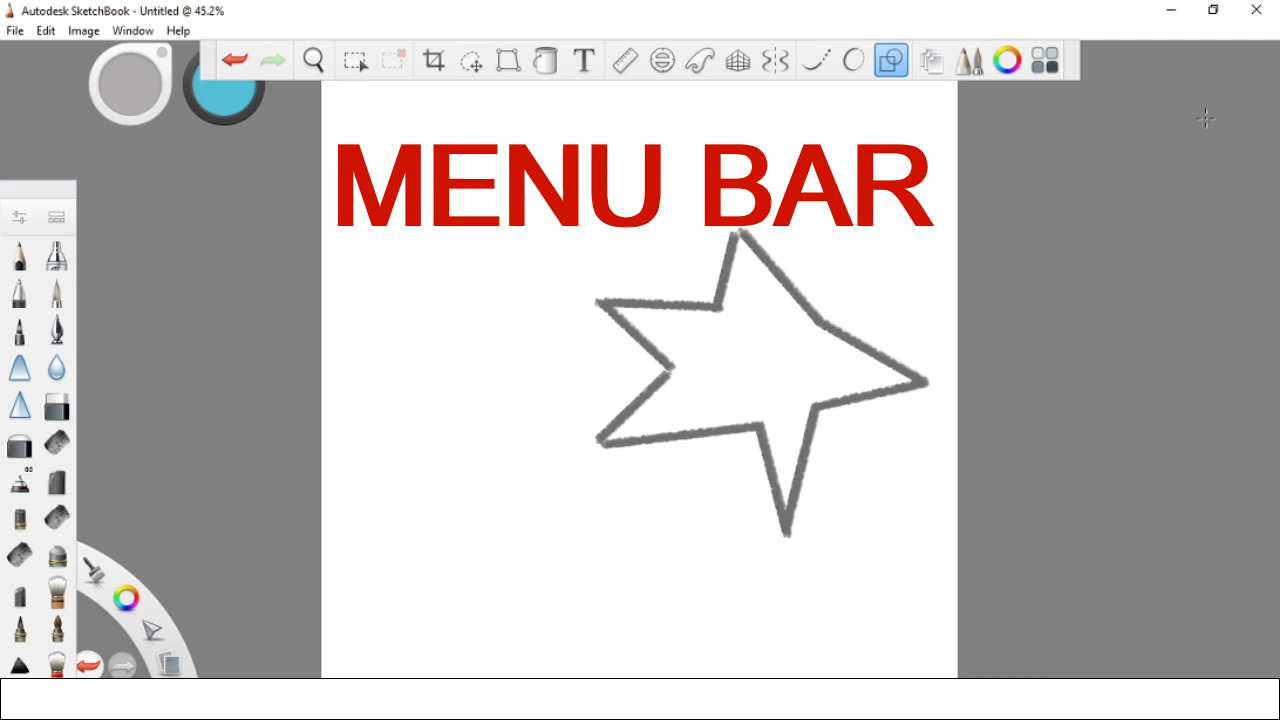 Autodesk SketchBook - Untitled @ 45.2%
File Edit Image Window Help
T
MENU BAR